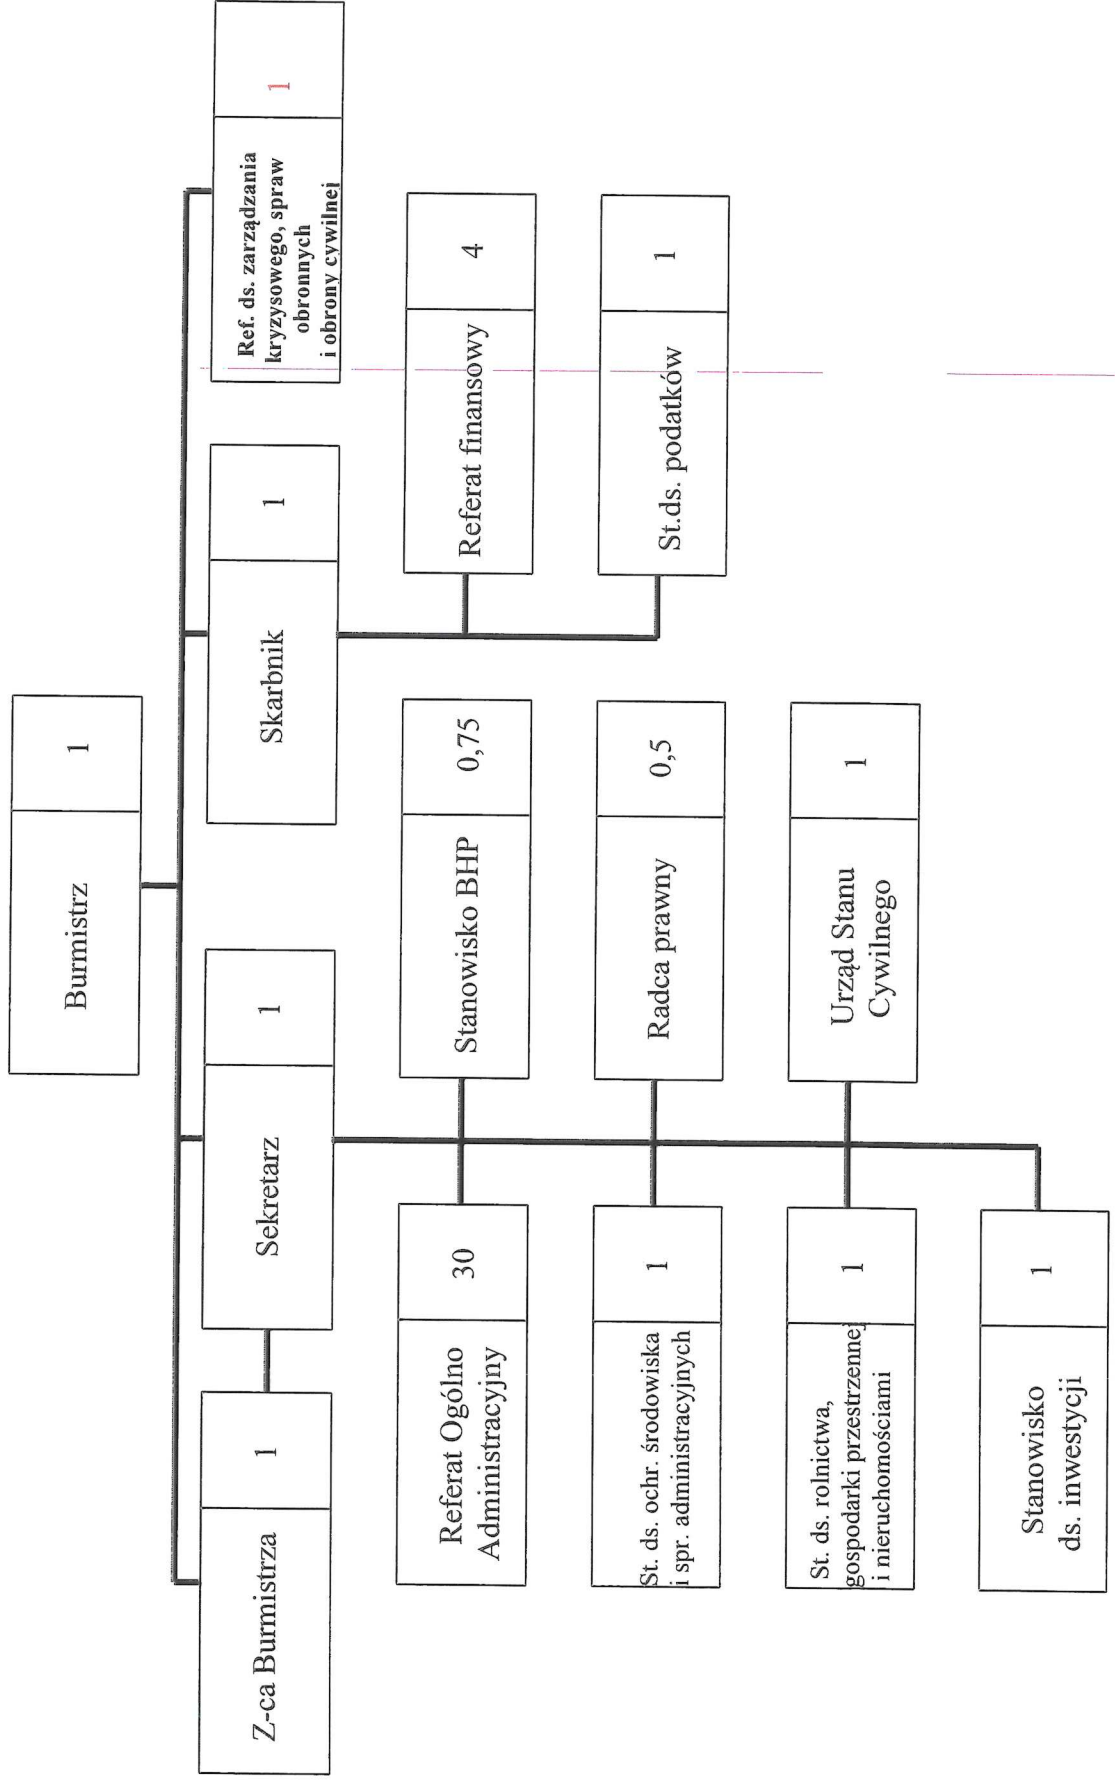 Burmistrz
1
Z-ca Burmistrza
1
Sekretarz
1
Skarbnik
1
Ref. ds. zarządzania
kryzysowego, spraw
obronnych
i obrony cywilnej
1
Referat Ogólno
Administracyjny
30
Stanowisko BHP
0,75
Referat finansowy
4
St. ds. ochr. środowiska
i spr. administracyjnych
1
Radca prawny
0,5
St.ds. podatków
1
St. ds. rolnictwa,
gospodarki przestrzennej
i nieruchomościami
1
Urząd Stanu
Cywilnego
1
Stanowisko
ds. inwestycji
1